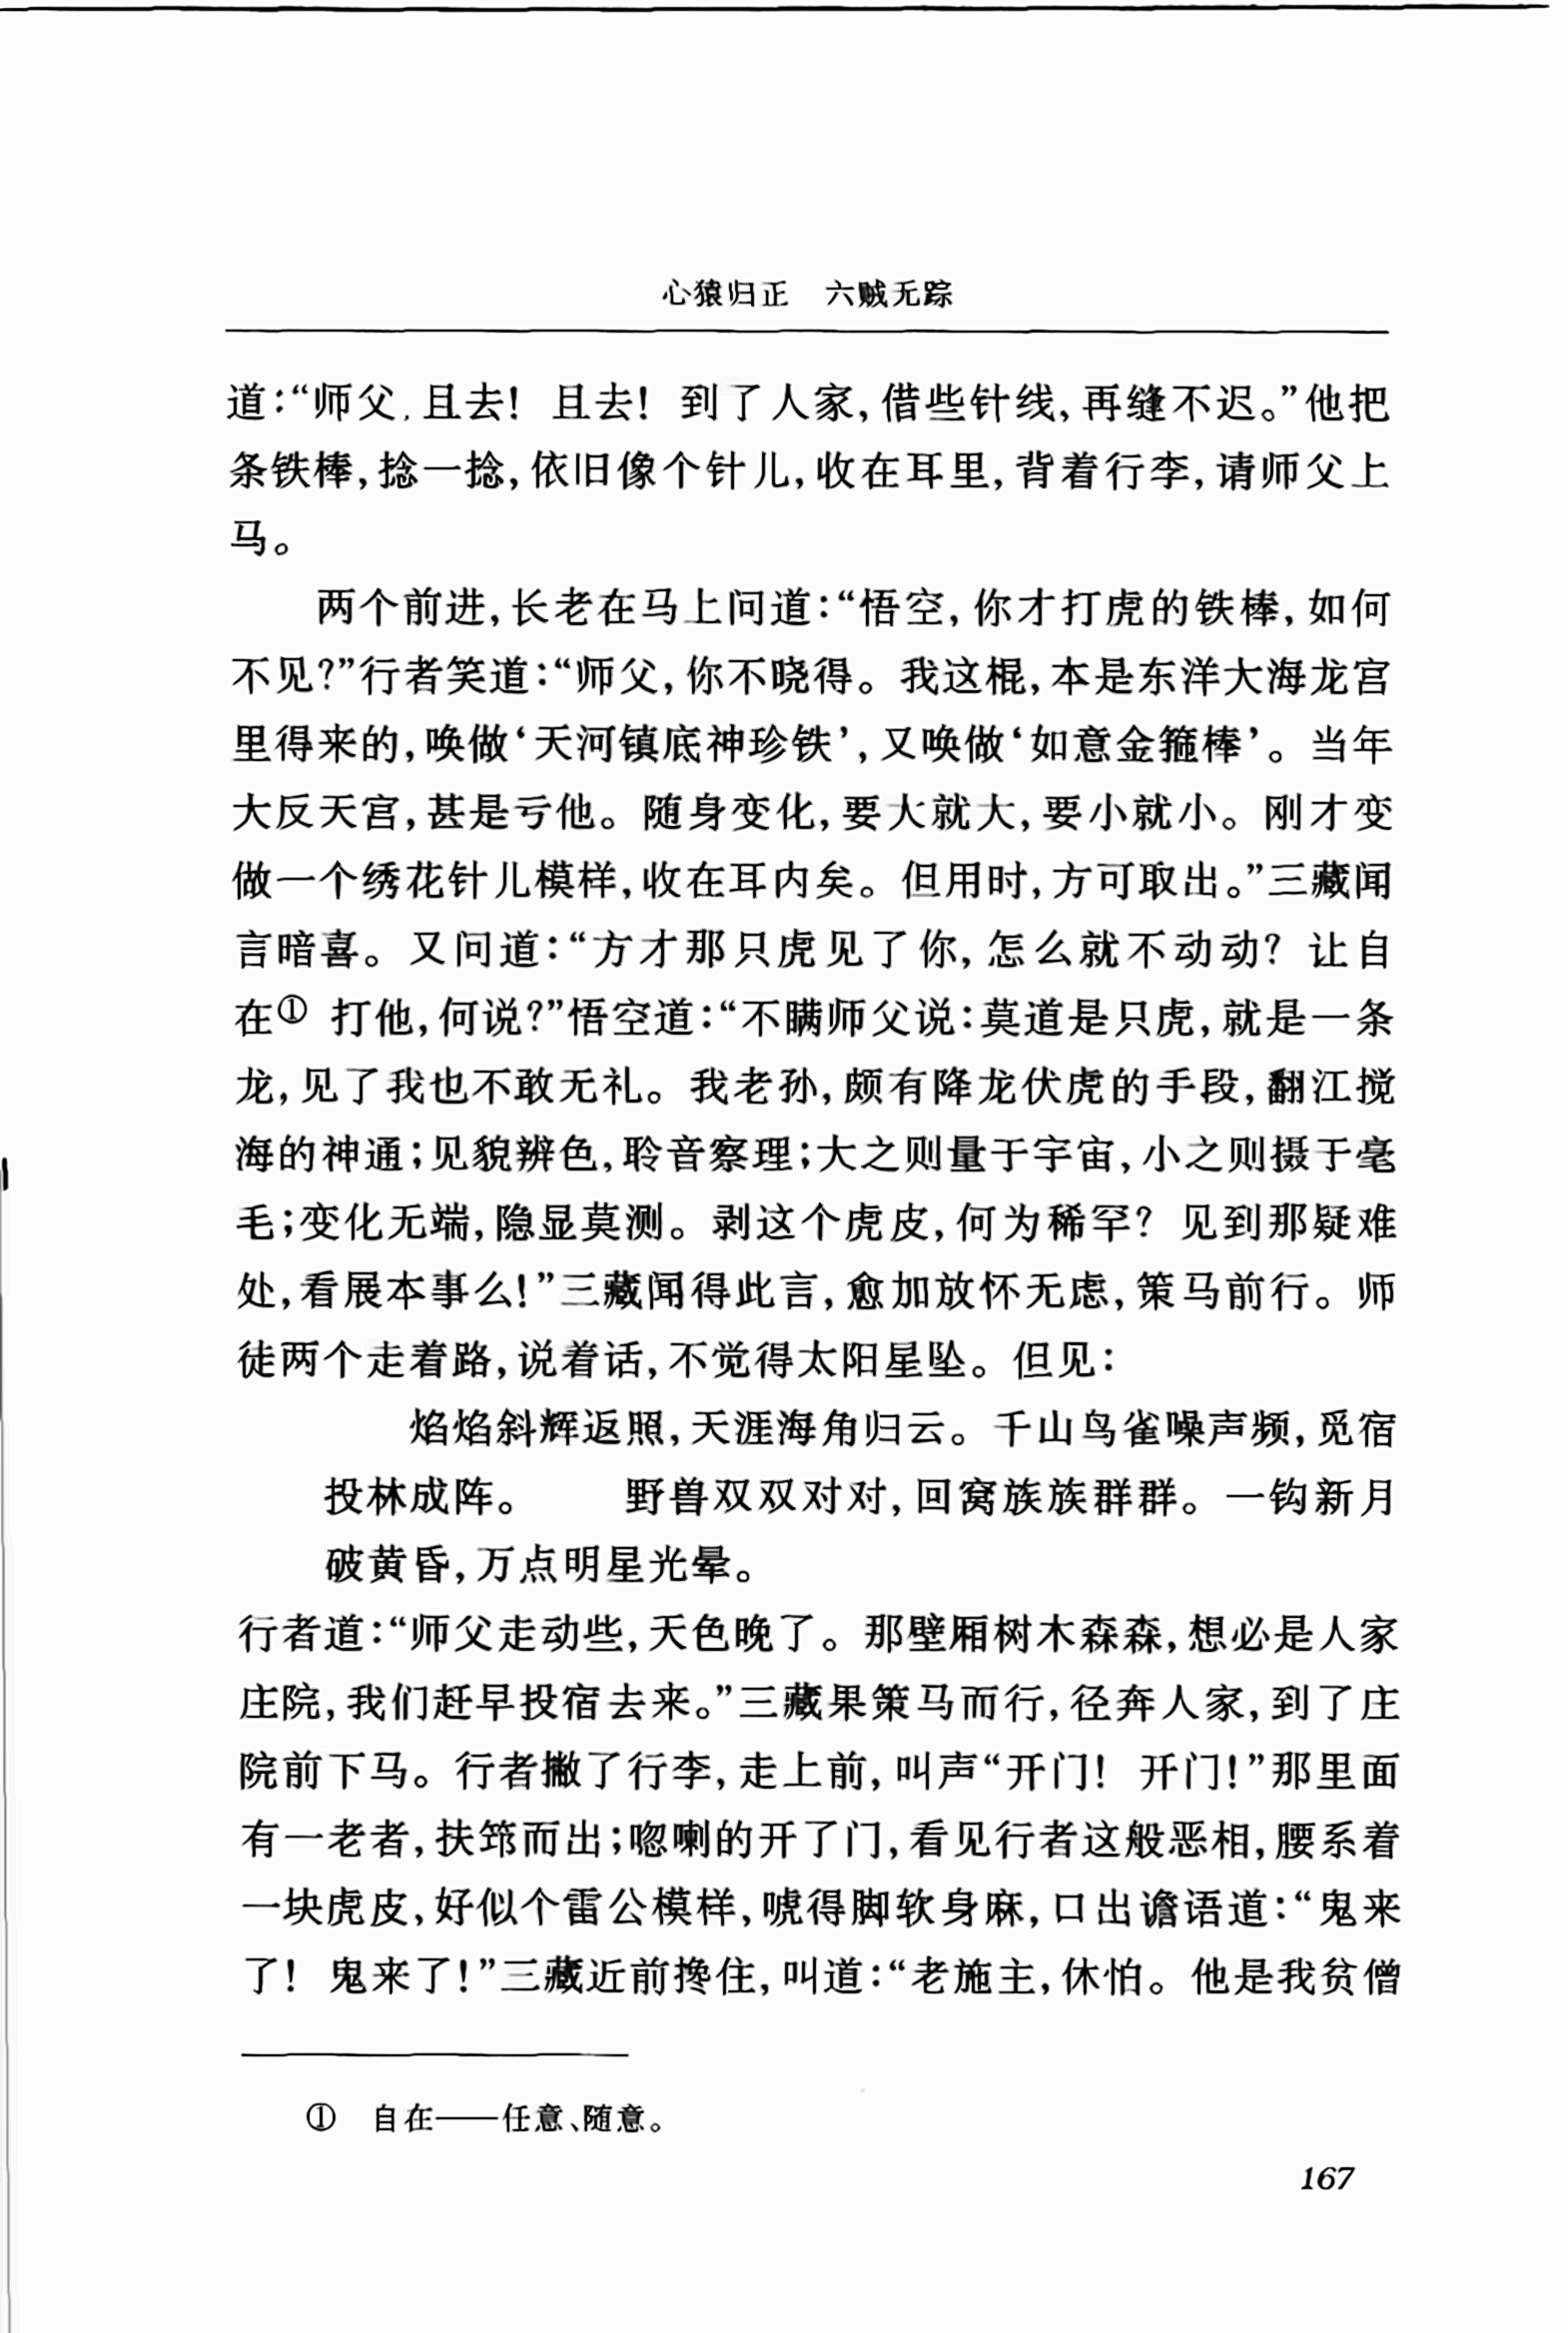 心猿归正　六贼无踪
道：“师父，且去！且去！到了人家，借些针线，再缝不迟。”他把
条铁棒，捻一捻，依旧像个针儿，收在耳里，背着行李，请师父上
马。
两个前进，长老在马上问道：“悟空，你才打虎的铁棒，如何
不见？”行者笑道：“师父，你不晓得。我这棍，本是东洋大海龙宫
里得来的，唤做‘天河镇底神珍铁’，又唤做‘如意金箍棒’。当年
大反天宫，甚是亏他。随身变化，要大就大，要小就小。刚才变
做一个绣花针儿模样，收在耳内矣。但用时，方可取出。”三藏闻
言暗喜。又问道：“方才那只虎见了你，怎么就不动动？让自
在① 打他，何说？”悟空道：“不瞒师父说：莫道是只虎，就是一条
龙，见了我也不敢无礼。我老孙，颇有降龙伏虎的手段，翻江搅
海的神通；见貌辨色，聆音察理；大之则量于宇宙，小之则摄于毫
毛；变化无端，隐显莫测。剥这个虎皮，何为稀罕？见到那疑难
处，看展本事么！”三藏闻得此言，愈加放怀无虑，策马前行。师
徒两个走着路，说着话，不觉得太阳星坠。但见：
焰焰斜辉返照，天涯海角归云。千山鸟雀噪声频，觅宿
投林成阵。　　野兽双双对对，回窝族族群群。一钩新月
破黄昏，万点明星光晕。
行者道：“师父走动些，天色晚了。那壁厢树木森森，想必是人家
庄院，我们赶早投宿去来。”三藏果策马而行，径奔人家，到了庄
院前下马。行者撇了行李，走上前，叫声“开门！开门！”那里面
有一老者，扶筇而出；唿喇的开了门，看见行者这般恶相，腰系着
一块虎皮，好似个雷公模样，唬得脚软身麻，口出谵语道：“鬼来
了！鬼来了！”三藏近前搀住，叫道：“老施主，休怕。他是我贫僧
①　自在——任意、随意。
167